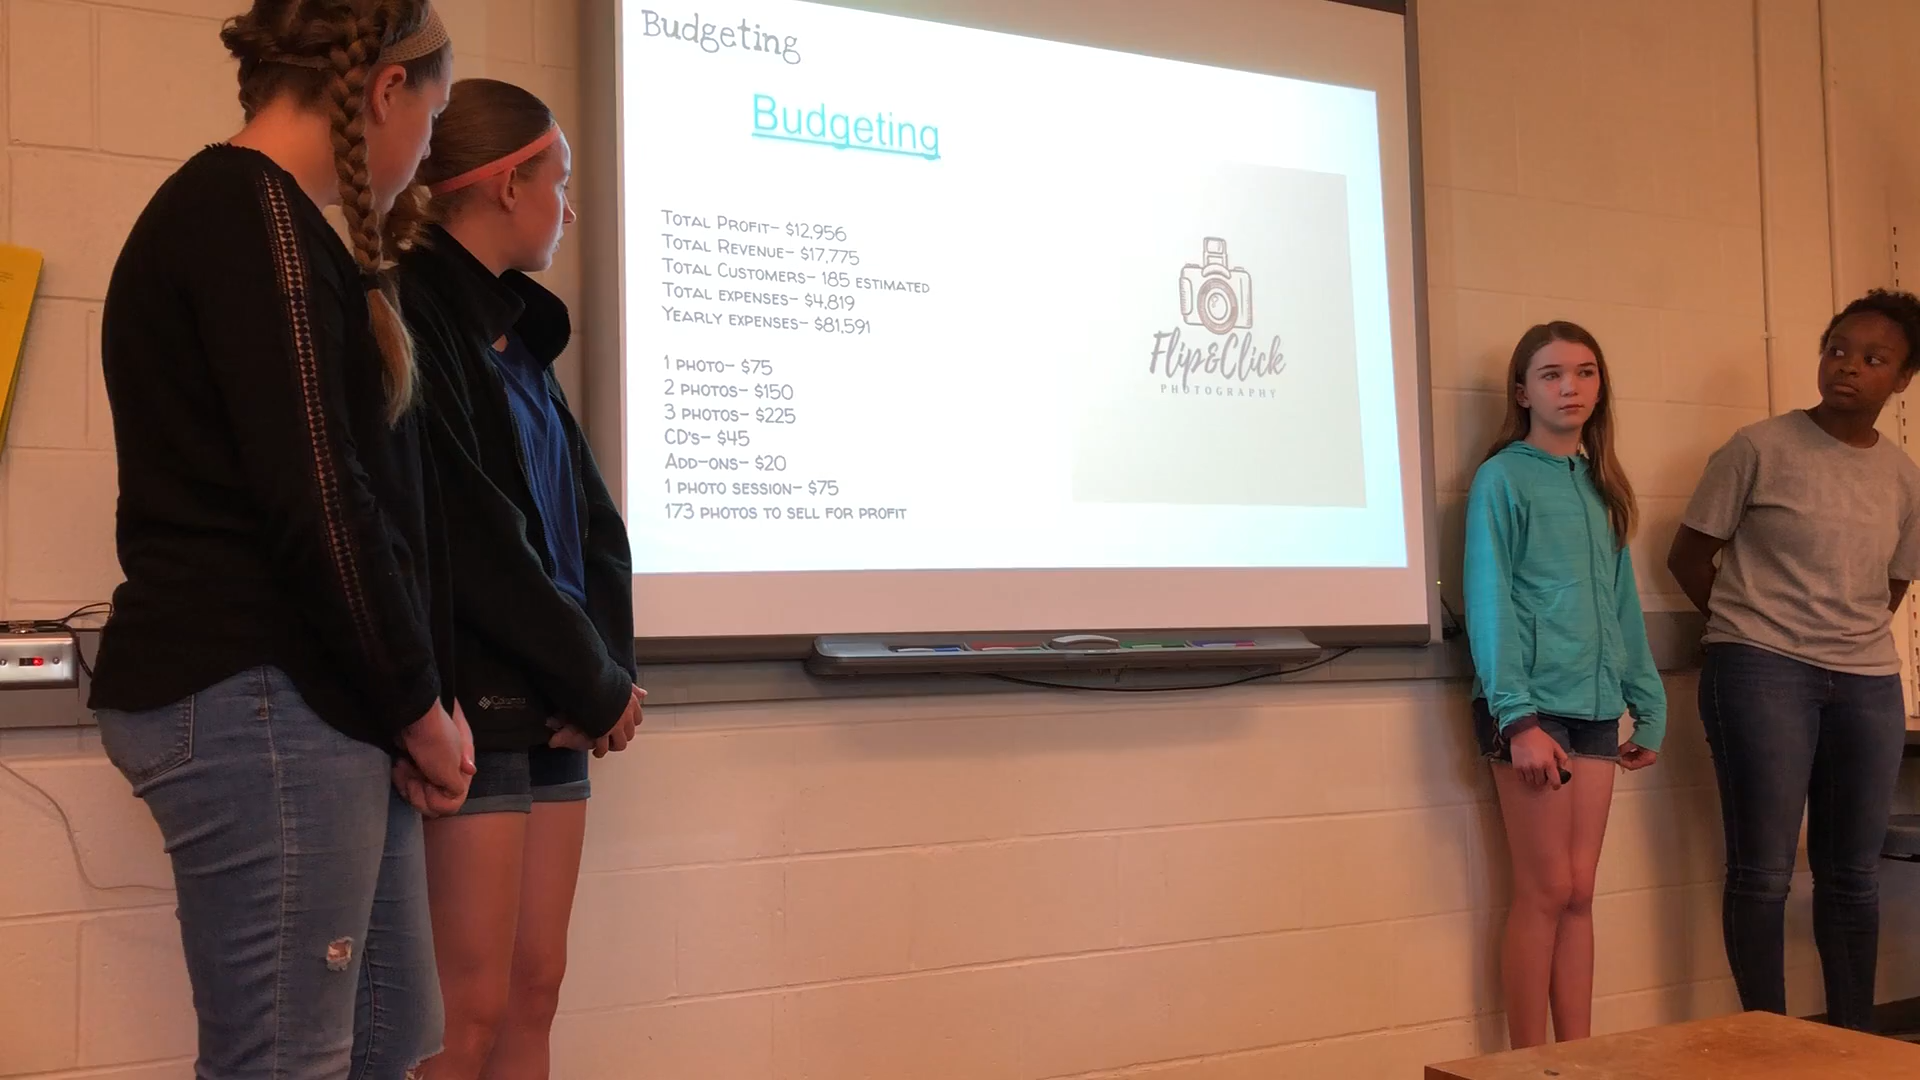 Budgeting
Budgeting
Total Profit- $12,956
Total Revenue- $17,775
Total Customers- 185 estimated
Total expenses- $4,819
Yearly expenses- $81,591
1 photo- $75
2 photos- $150
3 photos- $225
CD's- $45
Add-ons- $20
1 photo session- $75
173 photos to sell for profit
Flip&Click
PHOTOGRAPHY
Columbia